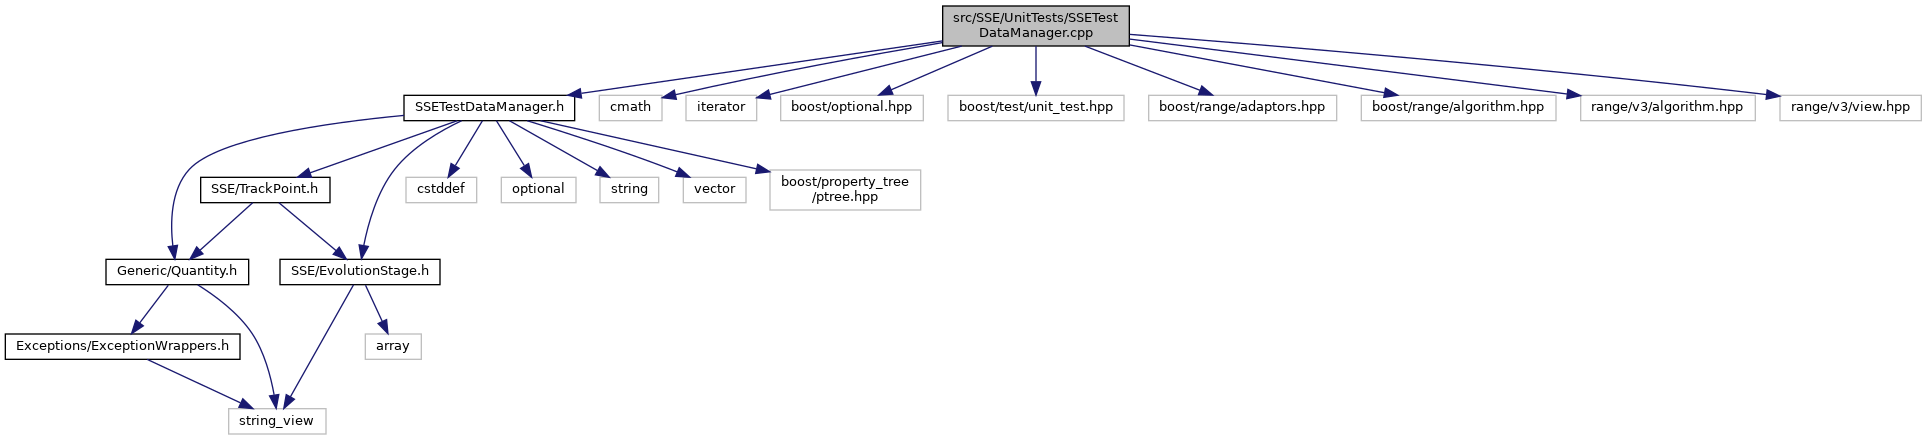 src/SSE/UnitTests/SSETest
DataManager.cpp
SSETestDataManager.h
cmath
iterator
boost/optional.hpp
boost/test/unit_test.hpp
boost/range/adaptors.hpp
boost/range/algorithm.hpp
range/v3/algorithm.hpp
range/v3/view.hpp
SSE/TrackPoint.h
cstddef
optional
string
vector
boost/property_tree
/ptree.hpp
Generic/Quantity.h
SSE/EvolutionStage.h
Exceptions/ExceptionWrappers.h
array
string_view